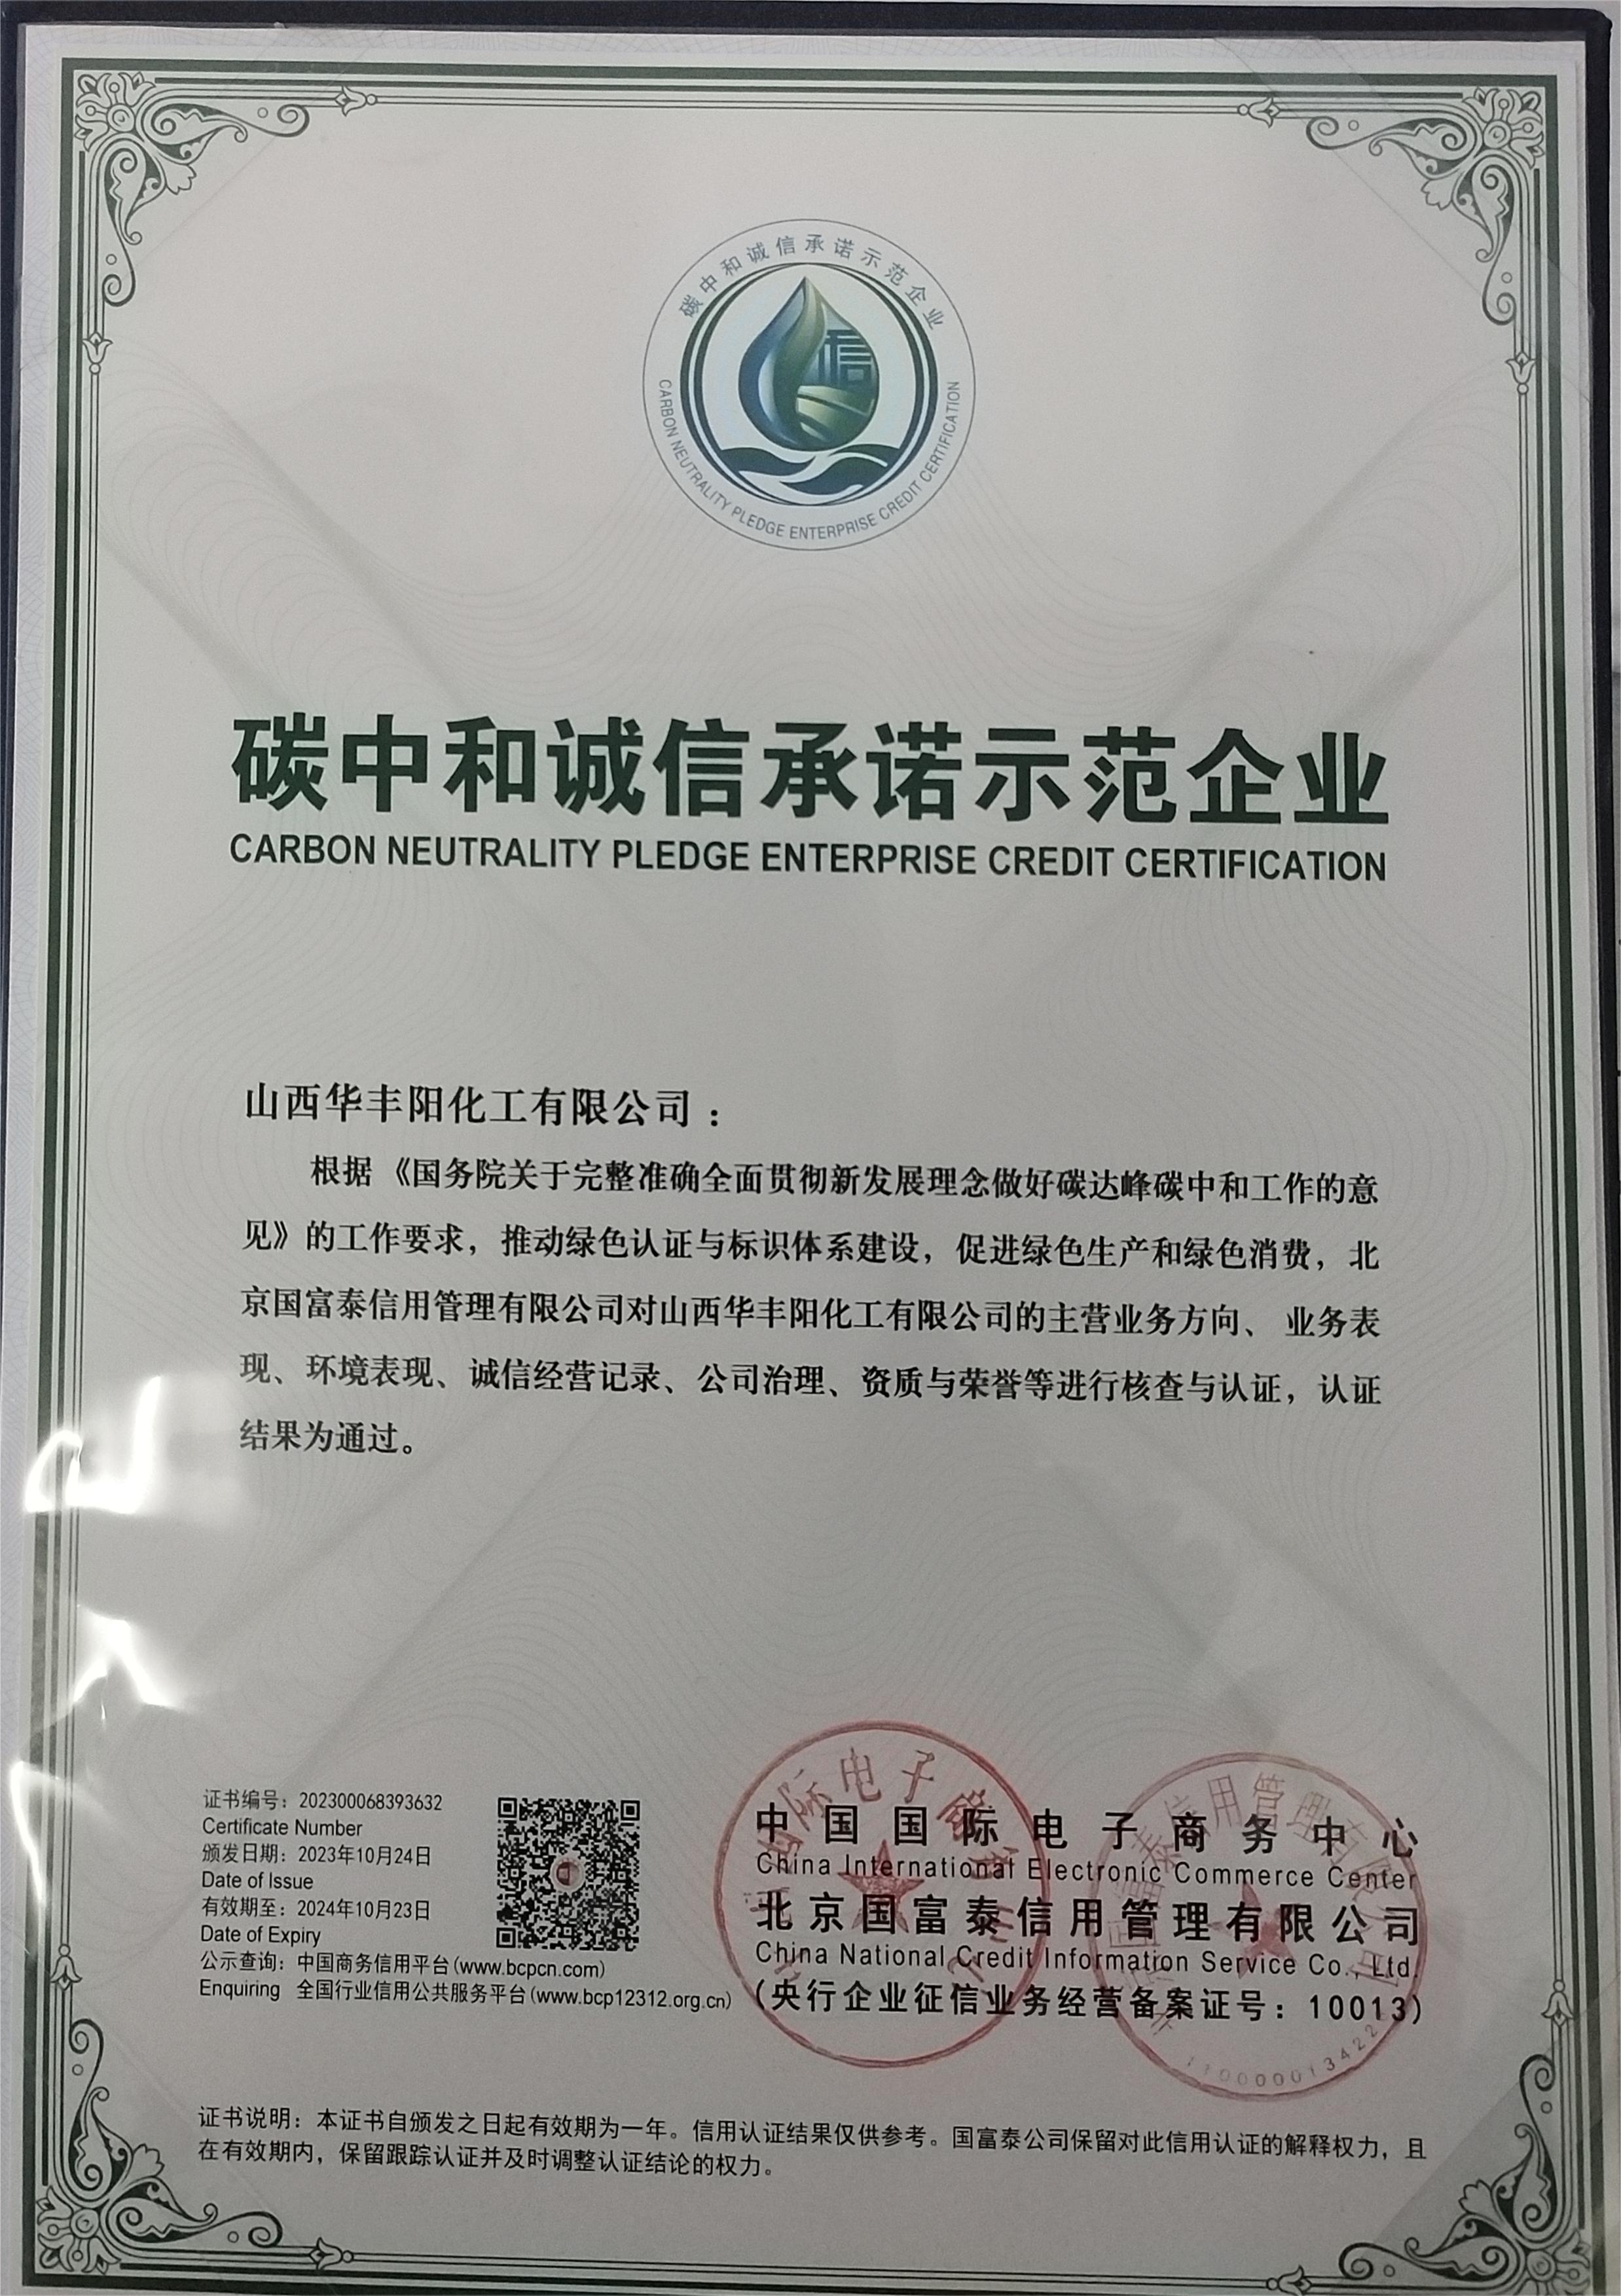 碳中和诚信承诺示范企业
CARBON NEUTRALITY PLEDGE ENTERPRISE CREDIT CERTIFICATION
信
碳中和诚信承诺示范企业
CARBON NEUTRALITY PLEDGE ENTERPRISE CREDIT CERTIFICATION
山西华丰阳化工有限公司：
根据《国务院关于完整准确全面贯彻新发展理念做好碳达峰碳中和工作的意
见》的工作要求，推动绿色认证与标识体系建设，促进绿色生产和绿色消费，北
京国富泰信用管理有限公司对山西华丰阳化工有限公司的主营业务方向、 业务表
现、环境表现、诚信经营记录、公司治理、资质与荣誉等进行核查与认证，认证
结果为通过。
证书编号：202300068393632
Certificate Number
颁发日期：2023年10月24日
Date of Issue
有效期至：2024年10月23日
Date of Expiry
公示查询：中国商务信用平台(www.bcpcn.com)
Enquiring 全国行业信用公共服务平台(www.bcp12312.org.cn)
中国国际电子商务中心
China International Electronic Commerce Center
北京国富泰信用管理有限公司
China National Credit Information Service Co., Ltd.
(央行企业征信业务经营备案证号：10013)
国际电子商务
国富泰信用管理有限公司
证书说明：本证书自颁发之日起有效期为一年。信用认证结果仅供参考。国富泰公司保留对此信用认证的解释权力，且
在有效期内，保留跟踪认证并及时调整认证结论的权力。